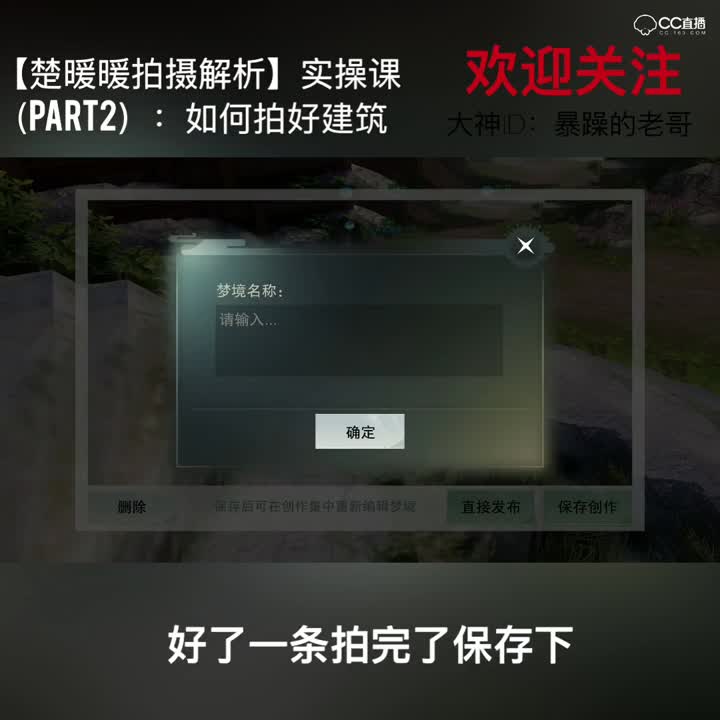 CC直播
CC.163.COM
【楚暖暖拍摄解析】实操课
（PART2）：如何拍好建筑
欢迎关注
大神ID：暴躁的老哥
梦境名称：
请输入...
确定
删除
保存后可在创作集中重新编辑梦境
直接发布
保存创作
好了一条拍完了保存下